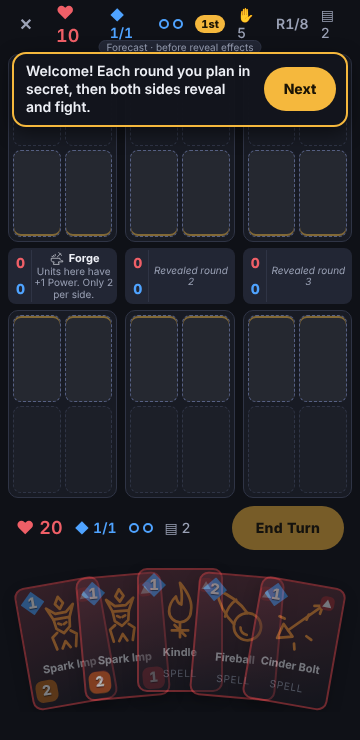 ✕ ♥ 10 ◆ 1/1 1st ✋ 5 R1/8 ▤ 2
Forecast · before reveal effects
Welcome! Each round you plan in
secret, then both sides reveal
and fight.
Next
0
0
Forge
Units here have
+1 Power. Only 2
per side.
0
0
Revealed round
2
0
0
Revealed round
3
♥ 20 ◆ 1/1 ▤ 2
End Turn
1
Spark Imp
2
1
Spark Imp
2
1
Kindle
SPELL
1
2
Fireball
SPELL
1
Cinder Bolt
SPELL